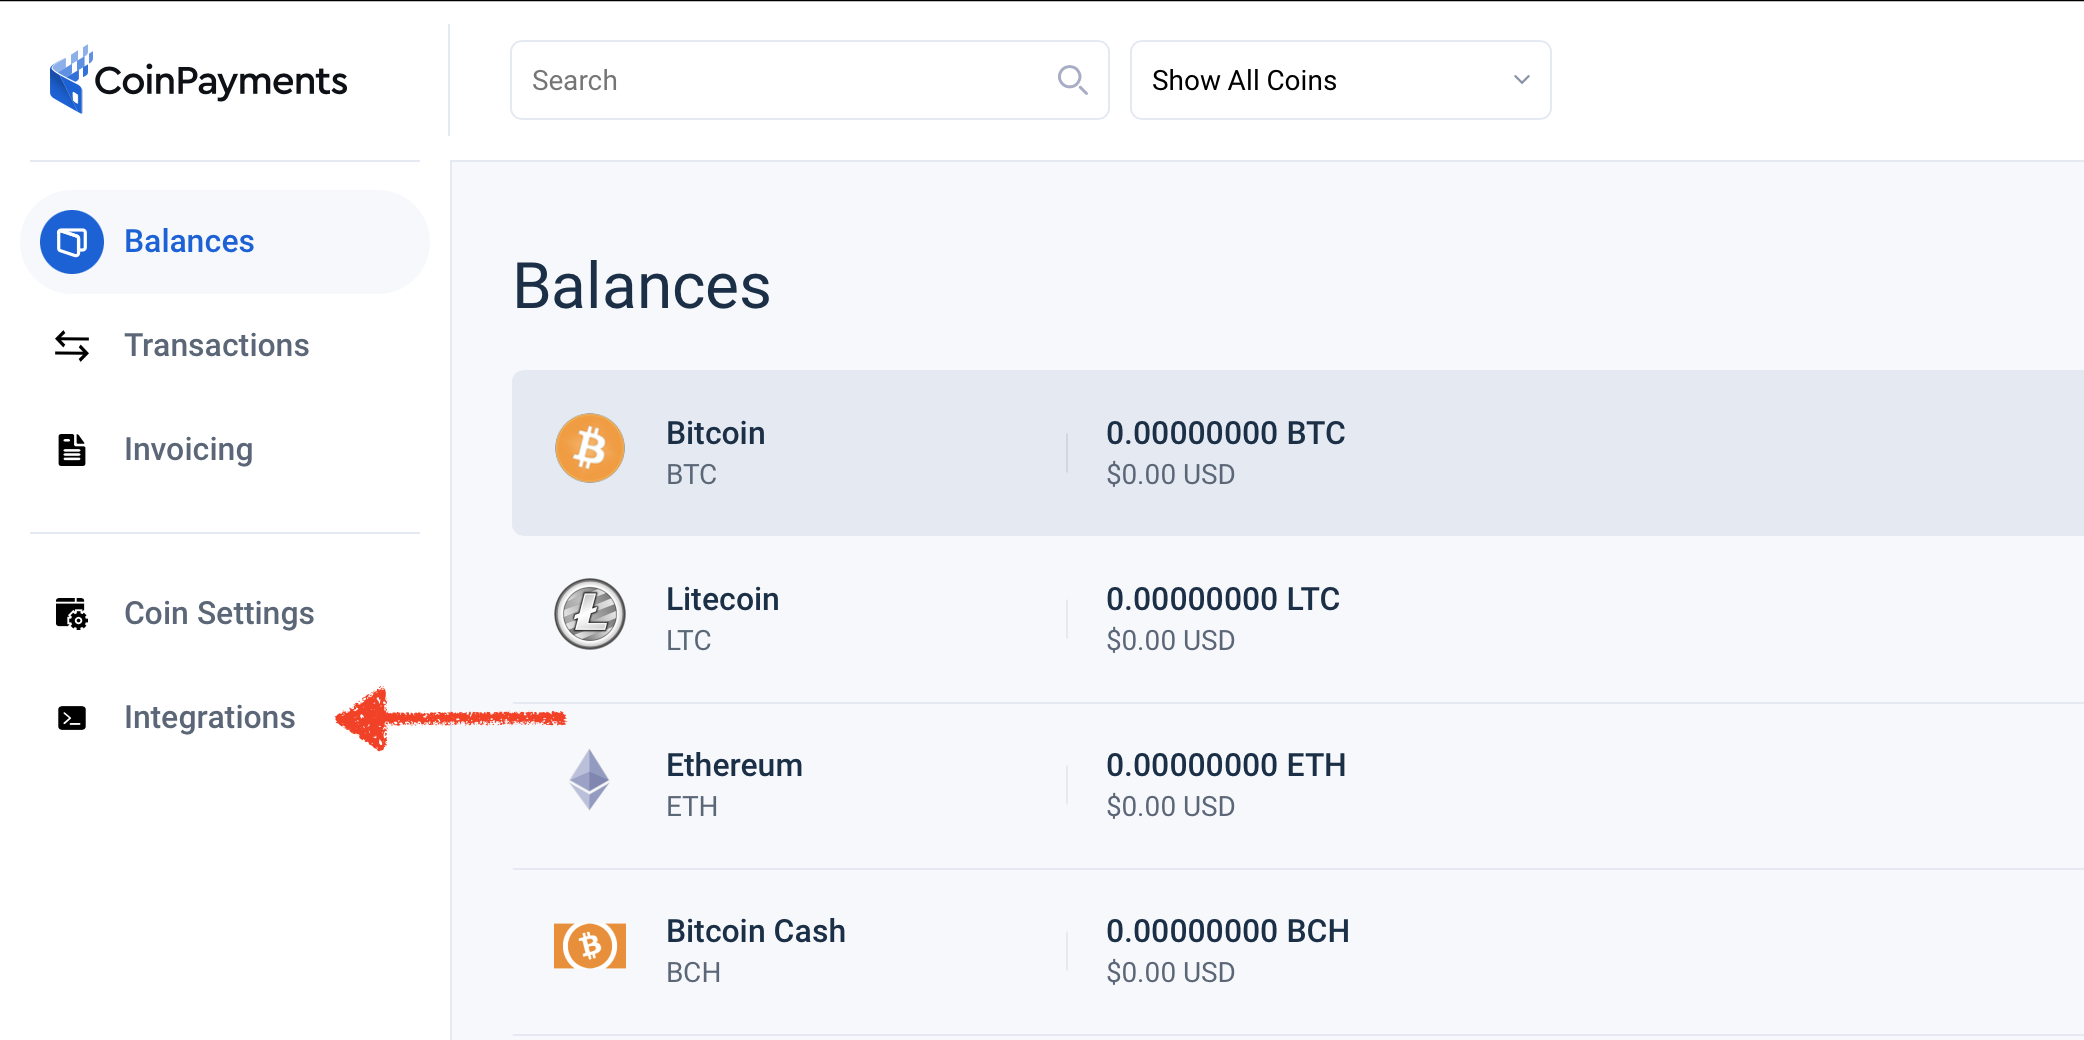 CoinPayments
Search
Show All Coins
Balances
Transactions
Invoicing
Coin Settings
Integrations
Balances
Bitcoin
BTC
0.00000000 BTC
$0.00 USD
Litecoin
LTC
0.00000000 LTC
$0.00 USD
Ethereum
ETH
0.00000000 ETH
$0.00 USD
Bitcoin Cash
BCH
0.00000000 BCH
$0.00 USD